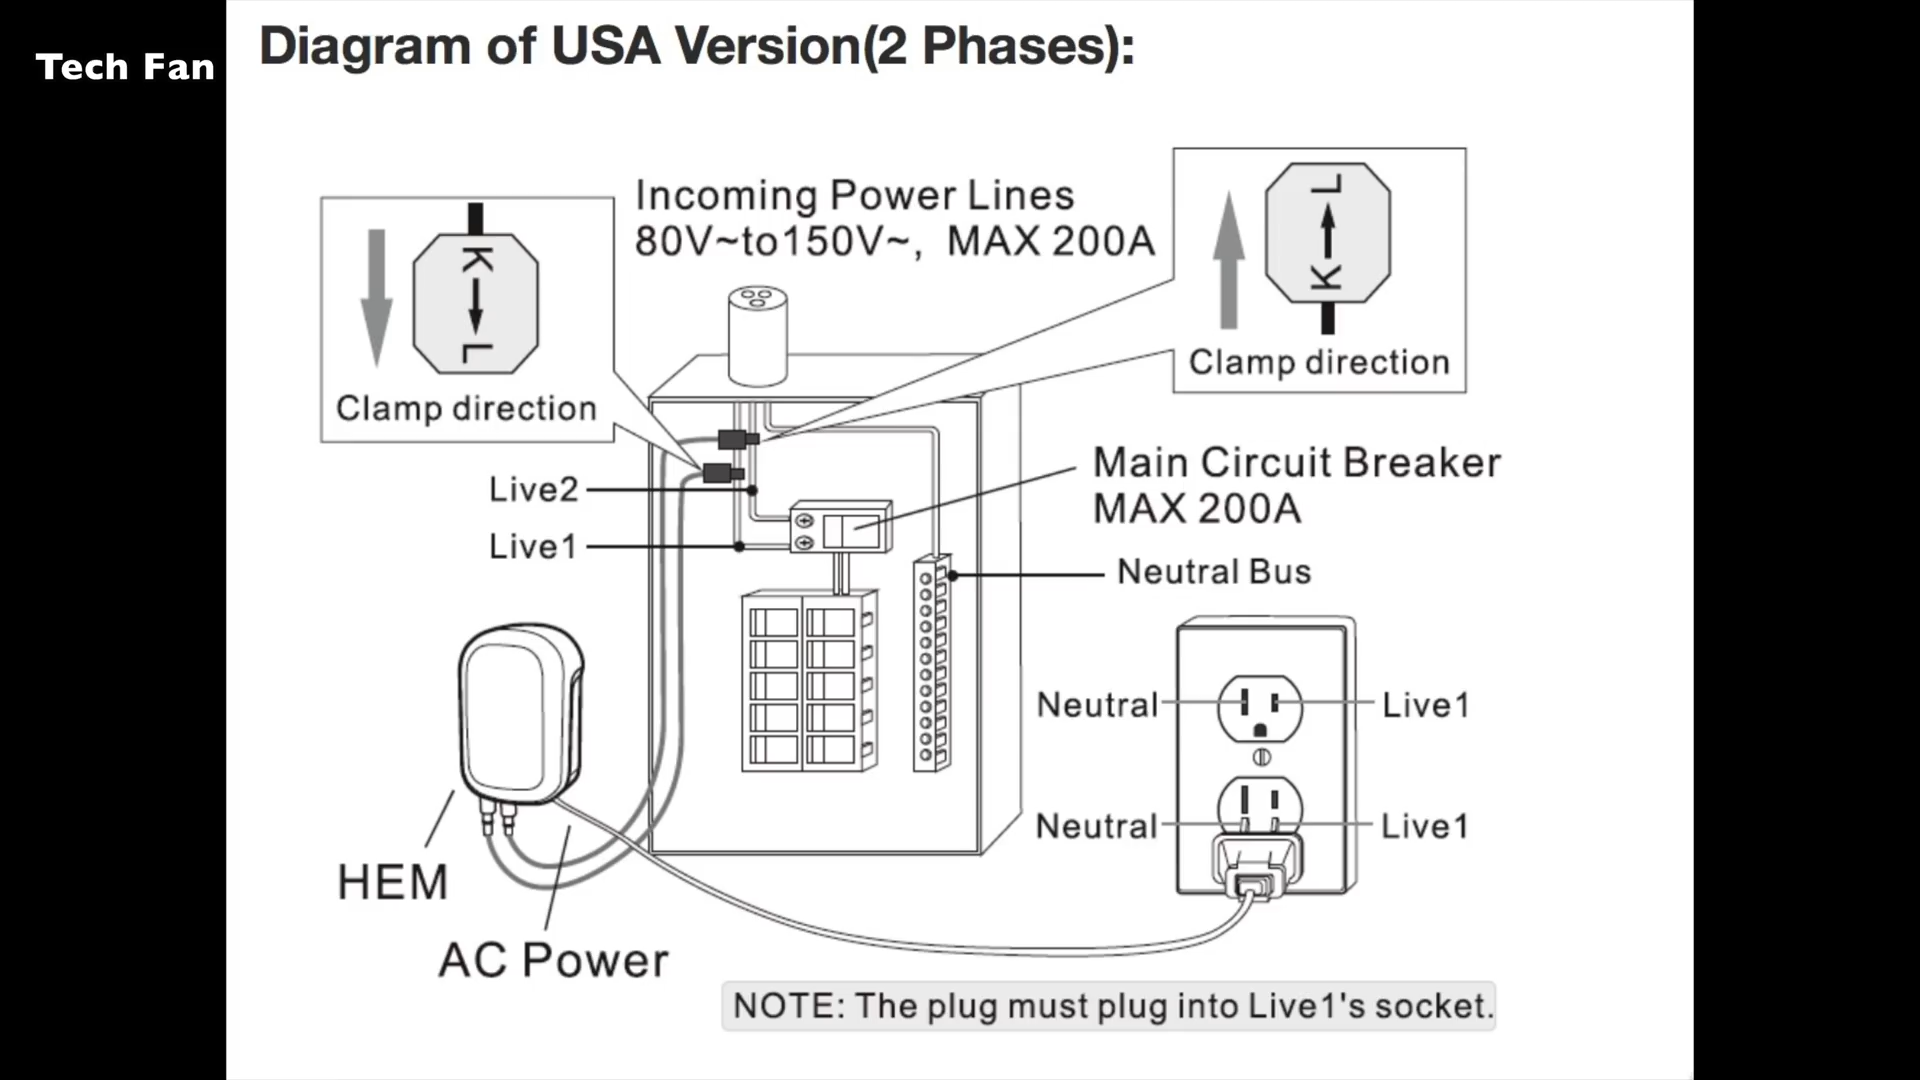 Tech Fan
Diagram of USA Version(2 Phases):
Incoming Power Lines
80V~to150V~, MAX 200A
K
L
Clamp direction
L
K
Clamp direction
Live2
Live1
Main Circuit Breaker
MAX 200A
Neutral Bus
Neutral
Live1
Neutral
Live1
HEM
AC Power
NOTE: The plug must plug into Live1's socket.